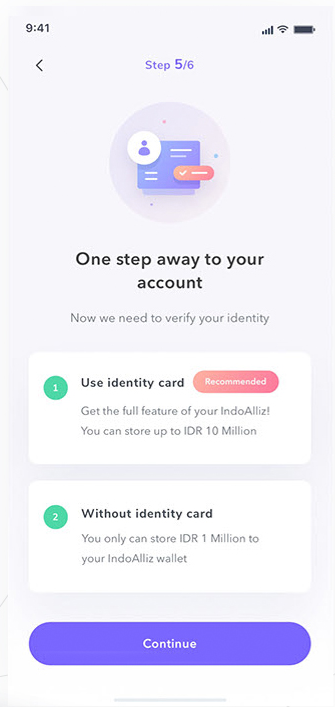 9:41
Step 5/6
One step away to your
account
Now we need to verify your identity
1
Use identity card
Recommended
Get the full feature of your IndoAlliz!
You can store up to IDR 10 Million
2
Without identity card
You only can store IDR 1 Million to
your IndoAlliz wallet
Continue